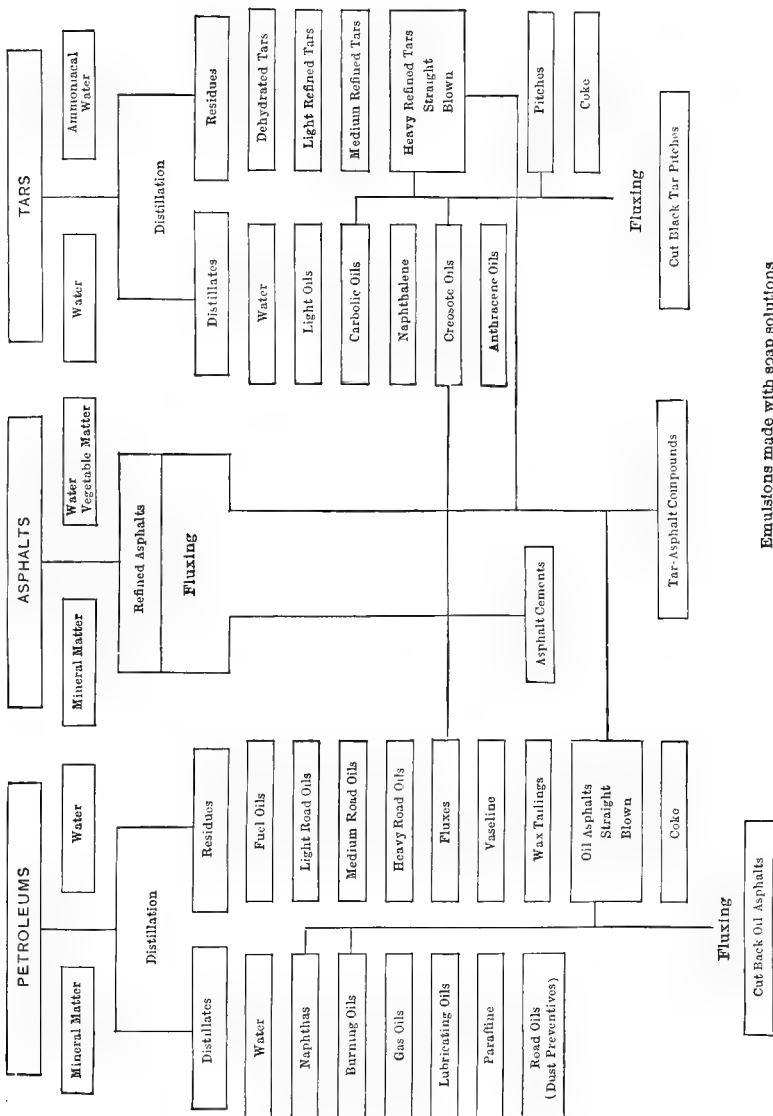 PETROLEUMS
Mineral Matter
Water
Distillation
Distillates
Residues
Water
Naphthas
Burning Oils
Gas Oils
Lubricating Oils
Paraffine
Road Oils
(Dust Preventives)
Fuel Oils
Light Road Oils
Medium Road Oils
Heavy Road Oils
Fluxes
Vaseline
Wax Tailings
Oil Asphalts
Straight
Blown
Coke
Fluxing
Cut Back Oil Asphalts
ASPHALTS
Mineral Matter
Water
Vegetable Matter
Refined Asphalts
Fluxing
Asphalt Cements
Tar-Asphalt Compounds
TARS
Water
Ammoniacal
Water
Distillation
Distillates
Residues
Water
Light Oils
Carbolic Oils
Naphthalene
Creosote Oils
Anthracene Oils
Dehydrated Tars
Light Refined Tars
Medium Refined Tars
Heavy Refined Tars
Straight
Blown
Pitches
Coke
Fluxing
Cut Black Tar Pitches
Emulsions made with soap solutions